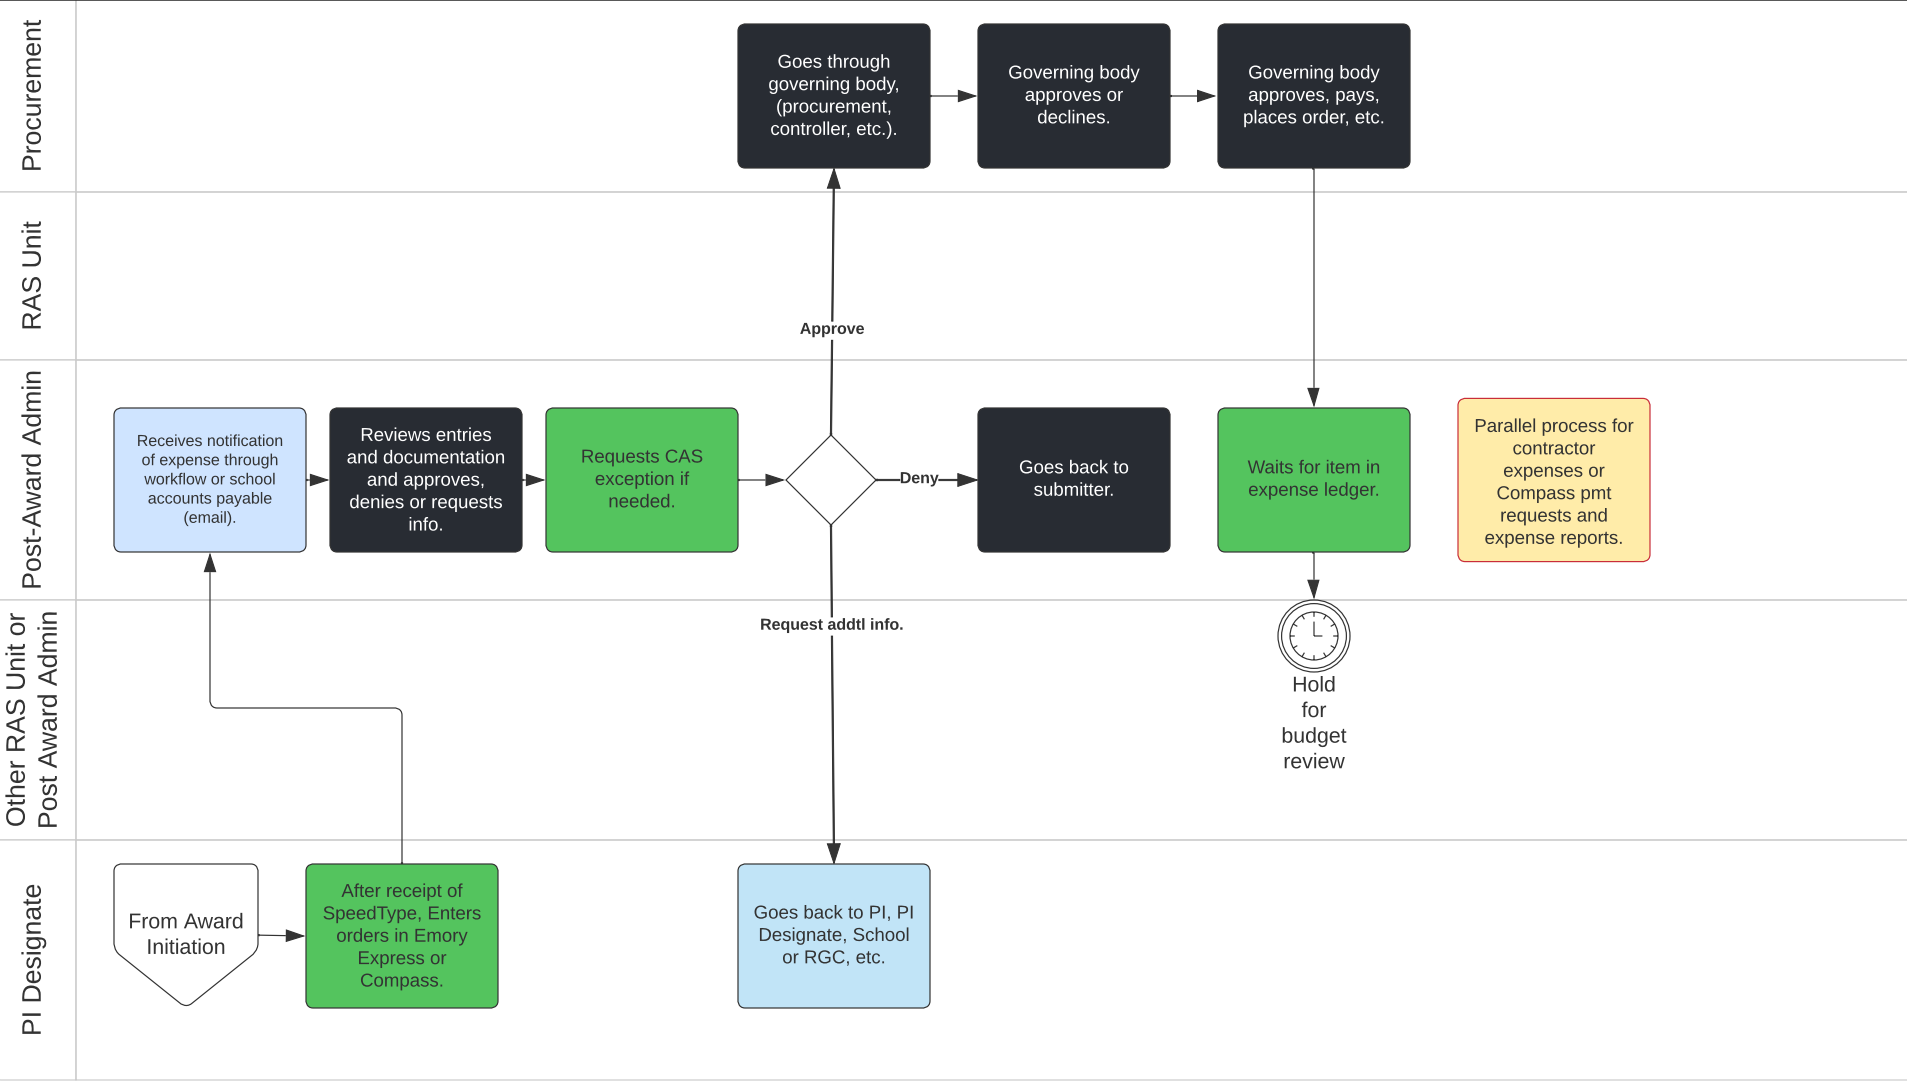 Procurement
Goes through
governing body,
(procurement,
controller, etc.).
Governing body
approves or
declines.
Governing body
approves, pays,
places order, etc.
RAS Unit
Approve
Post-Award Admin
Receives notification
of expense through
workflow or school
accounts payable
(email).
Reviews entries
and documentation
and approves,
denies or requests
info.
Requests CAS
exception if
needed.
Deny
Goes back to
submitter.
Waits for item in
expense ledger.
Parallel process for
contractor
expenses or
Compass pmt
requests and
expense reports.
Other RAS Unit or
Post Award Admin
Request addtl info.
Hold
for
budget
review
PI Designate
From Award
Initiation
After receipt of
SpeedType, Enters
orders in Emory
Express or
Compass.
Goes back to PI, PI
Designate, School
or RGC, etc.